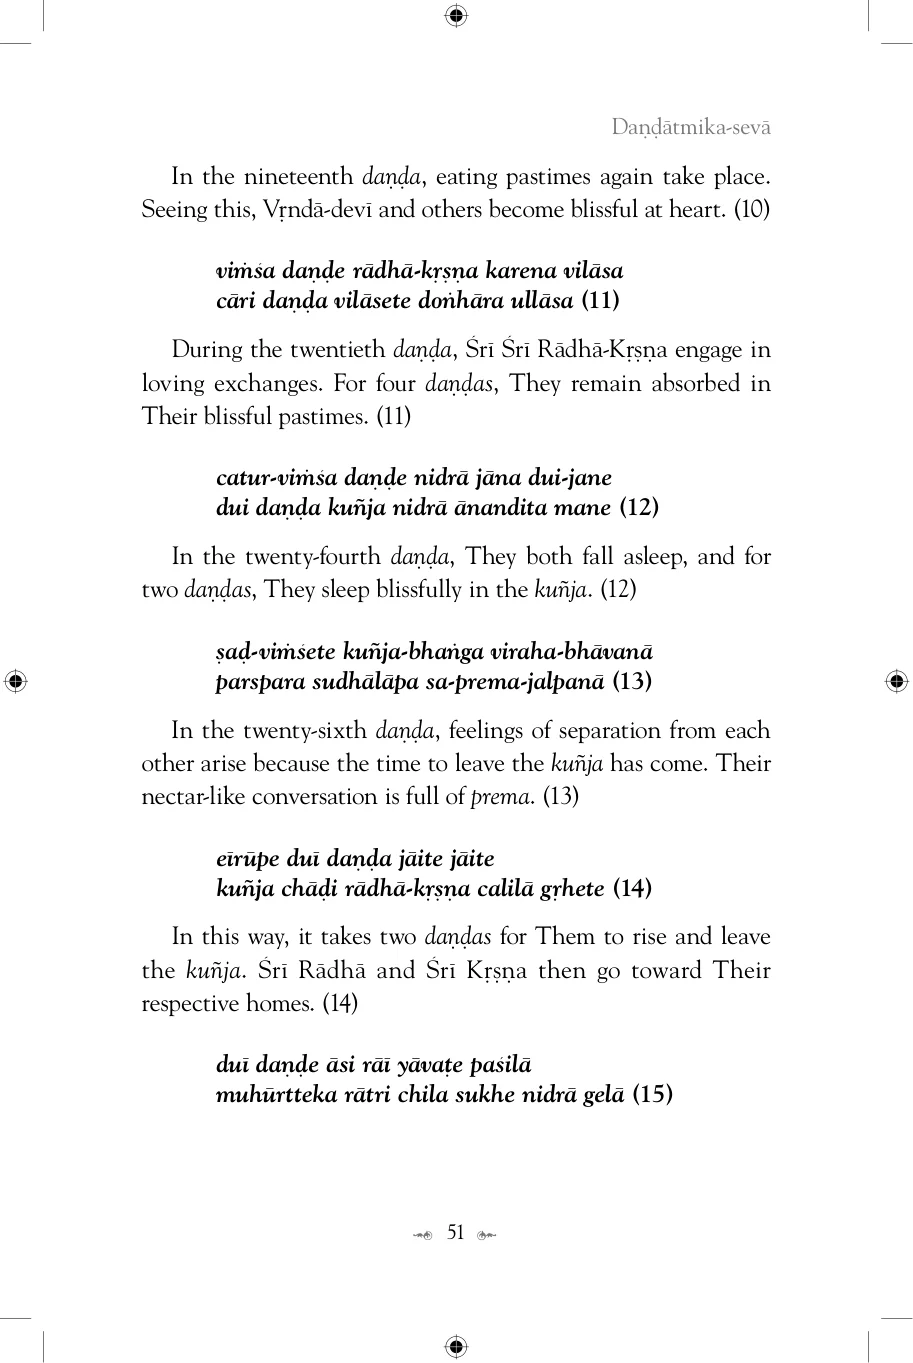 Daṇḍātmika-sevā
In the nineteenth daṇḍa, eating pastimes again take place.
Seeing this, Vṛndā-devī and others become blissful at heart. (10)
viṁśa daṇḍe rādhā-kṛṣṇa karena vilāsa
cāri daṇḍa vilāsete doṅhāra ullāsa (11)
During the twentieth daṇḍa, Śrī Śrī Rādhā-Kṛṣṇa engage in
loving exchanges. For four daṇḍas, They remain absorbed in
Their blissful pastimes. (11)
catur-viṁśa daṇḍe nidrā jāna dui-jane
dui daṇḍa kuñja nidrā ānandita mane (12)
In the twenty-fourth daṇḍa, They both fall asleep, and for
two daṇḍas, They sleep blissfully in the kuñja. (12)
ṣaḍ-viṁśete kuñja-bhaṅga viraha-bhāvanā
parspara sudhālāpa sa-prema-jalpanā (13)
In the twenty-sixth daṇḍa, feelings of separation from each
other arise because the time to leave the kuñja has come. Their
nectar-like conversation is full of prema. (13)
eīrūpe duī daṇḍa jāite jāite
kuñja chāḍi rādhā-kṛṣṇa calilā gṛhete (14)
In this way, it takes two daṇḍas for Them to rise and leave
the kuñja. Śrī Rādhā and Śrī Kṛṣṇa then go toward Their
respective homes. (14)
duī daṇḍe āsi rāī yāvaṭe paśilā
muhūrtteka rātri chila sukhe nidrā gelā (15)
51